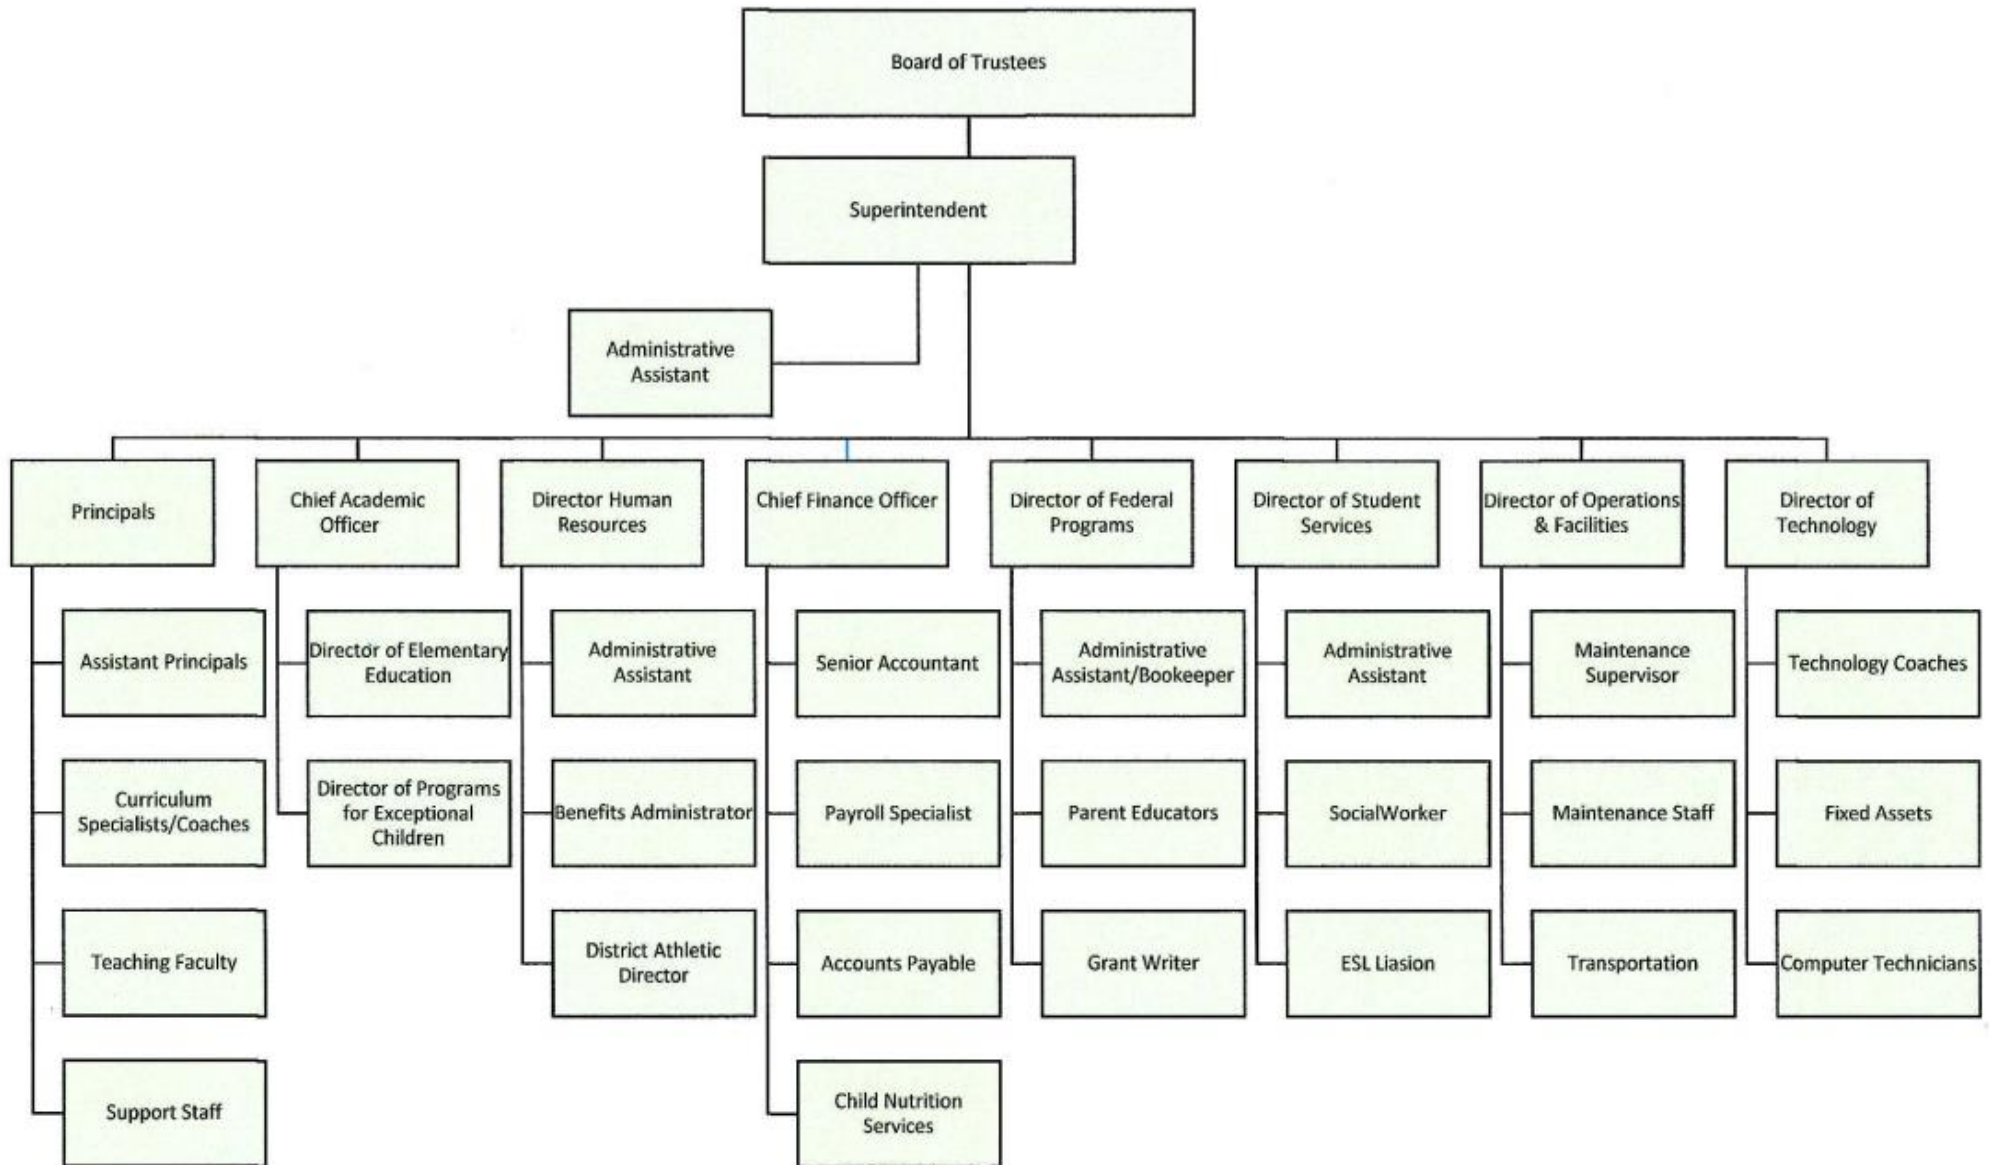 Board of Trustees
Superintendent
Administrative
Assistant
Principals
Chief Academic
Officer
Director Human
Resources
Chief Finance Officer
Director of Federal
Programs
Director of Student
Services
Director of Operations
& Facilities
Director of
Technology
Assistant Principals
Director of Elementary
Education
Administrative
Assistant
Senior Accountant
Administrative
Assistant/Bookeeper
Administrative
Assistant
Maintenance
Supervisor
Technology Coaches
Curriculum
Specialists/Coaches
Director of Programs
for Exceptional
Children
Benefits Administrator
Payroll Specialist
Parent Educators
SocialWorker
Maintenance Staff
Fixed Assets
Teaching Faculty
District Athletic
Director
Accounts Payable
Grant Writer
ESL Liasion
Transportation
Computer Technicians
Support Staff
Child Nutrition
Services